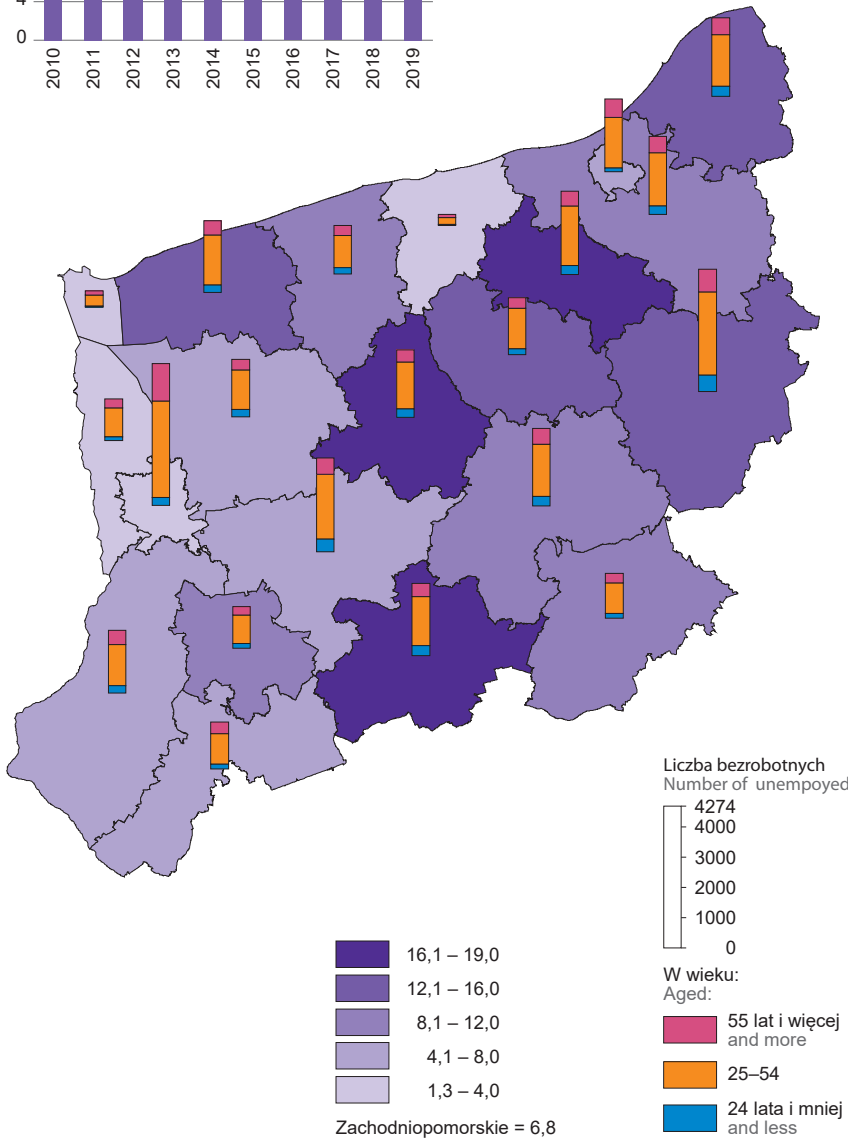 4
0
2010 2011 2012 2013 2014 2015 2016 2017 2018 2019
Liczba bezrobotnych
Number of unempoyed
4274
4000
3000
2000
1000
0
W wieku:
Aged:
55 lat i więcej
and more
25–54
24 lata i mniej
and less
16,1 – 19,0
12,1 – 16,0
8,1 – 12,0
4,1 – 8,0
1,3 – 4,0
Zachodniopomorskie = 6,8